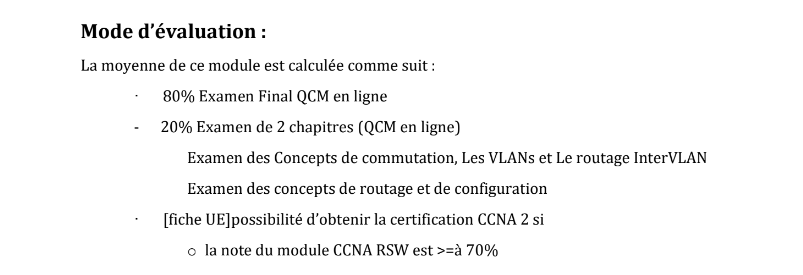 Mode d’évaluation :
La moyenne de ce module est calculée comme suit :
· 80% Examen Final QCM en ligne
- 20% Examen de 2 chapitres (QCM en ligne)
Examen des Concepts de commutation, Les VLANs et Le routage InterVLAN
Examen des concepts de routage et de configuration
· [fiche UE]possibilité d’obtenir la certification CCNA 2 si
○ la note du module CCNA RSW est >=à 70%